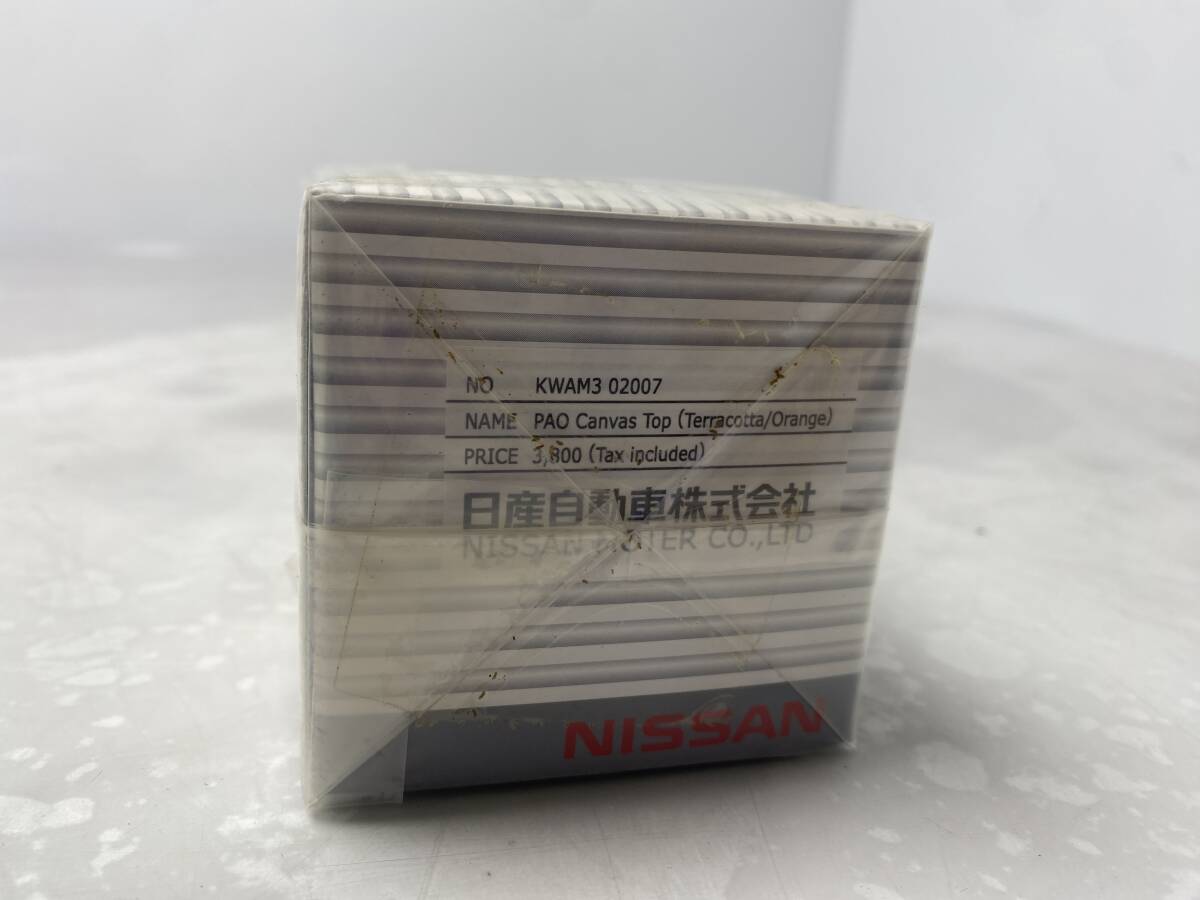 NO KWAM3 02007
NAME PAO Canvas Top (Terracotta/Orange)
PRICE 3,800 (Tax included)
日産自動車株式会社
NISSAN MOTER CO.,LTD
NISSAN